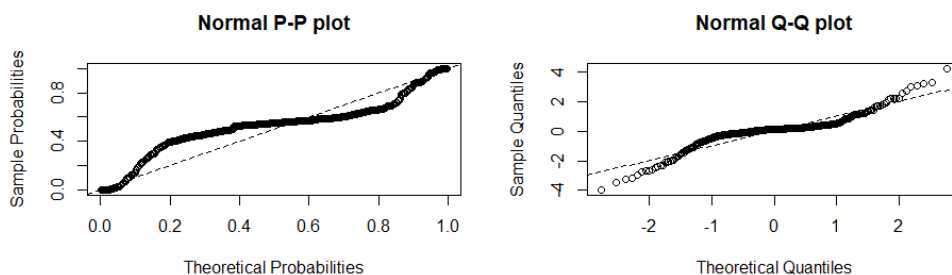 Normal P-P plot
Sample Probabilities
0.8
0.4
0.0
0.0 0.2 0.4 0.6 0.8 1.0
Theoretical Probabilities
Normal Q-Q plot
Sample Quantiles
4
2
0
-2
-4
-2 -1 0 1 2
Theoretical Quantiles